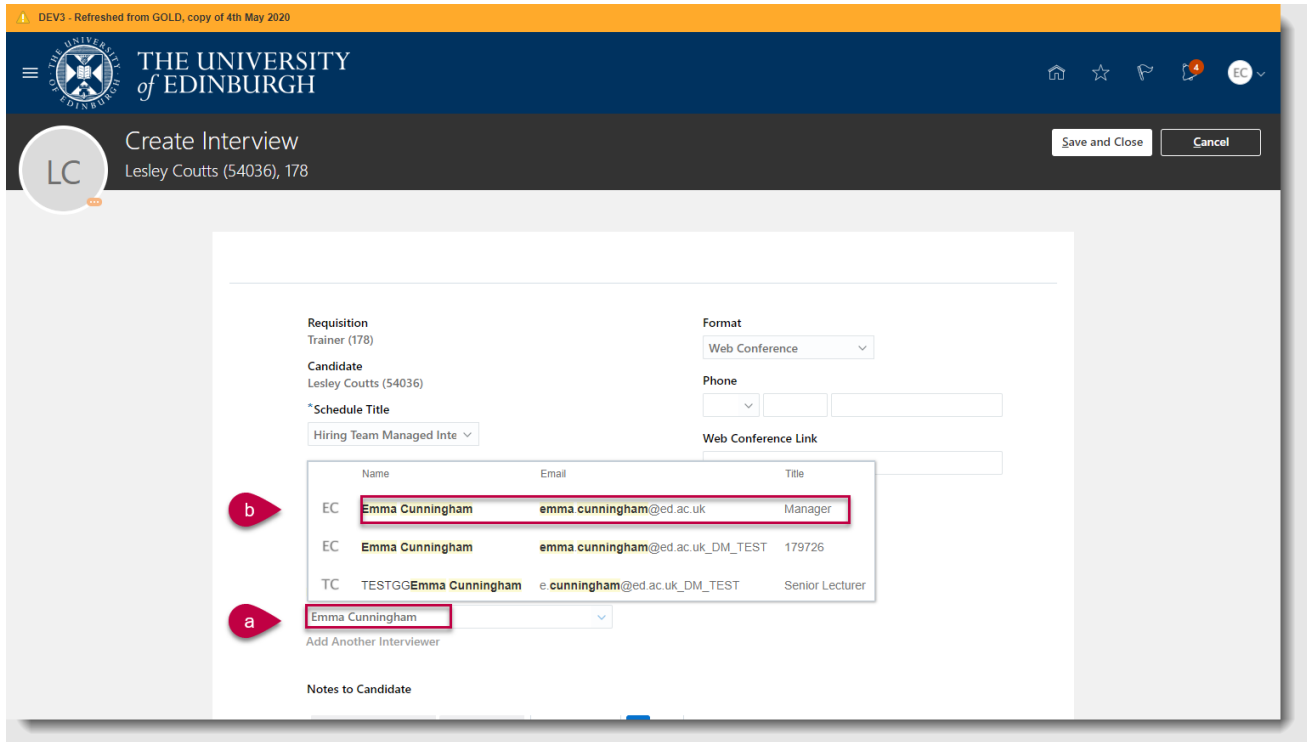 DEV3 - Refreshed from GOLD, copy of 4th May 2020
THE UNIVERSITY
of EDINBURGH
4
EC
LC
Create Interview
Lesley Coutts (54036), 178
Save and Close
Cancel
Requisition
Trainer (178)
Candidate
Lesley Coutts (54036)
*Schedule Title
Hiring Team Managed Inte
Format
Web Conference
Phone
Web Conference Link
Name Email Title
b
EC Emma Cunningham emma.cunningham@ed.ac.uk Manager
EC Emma Cunningham emma.cunningham@ed.ac.uk_DM_TEST 179726
TC TESTGGEmma Cunningham e.cunningham@ed.ac.uk_DM_TEST Senior Lecturer
a
Emma Cunningham
Add Another Interviewer
Notes to Candidate